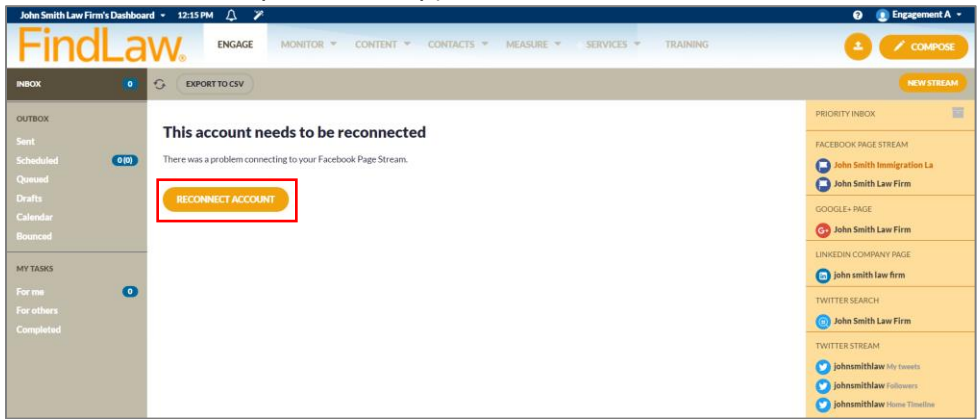 John Smith Law Firm's Dashboard 12:15 PM
Engagement A
FindLaw®
ENGAGE MONITOR CONTENT CONTACTS MEASURE SERVICES TRAINING
COMPOSE
INBOX 0
EXPORT TO CSV
NEW STREAM
OUTBOX
Sent
Scheduled 0 (0)
Queued
Drafts
Calendar
Bounced
MY TASKS
For me 0
For others
Completed
This account needs to be reconnected
There was a problem connecting to your Facebook Page Stream.
RECONNECT ACCOUNT
PRIORITY INBOX
FACEBOOK PAGE STREAM
John Smith Immigration La
John Smith Law Firm
GOOGLE+ PAGE
G+ John Smith Law Firm
LINKEDIN COMPANY PAGE
in john smith law firm
TWITTER SEARCH
John Smith Law Firm
TWITTER STREAM
johnsmithlaw My tweets
johnsmithlaw Followers
johnsmithlaw Home Timeline